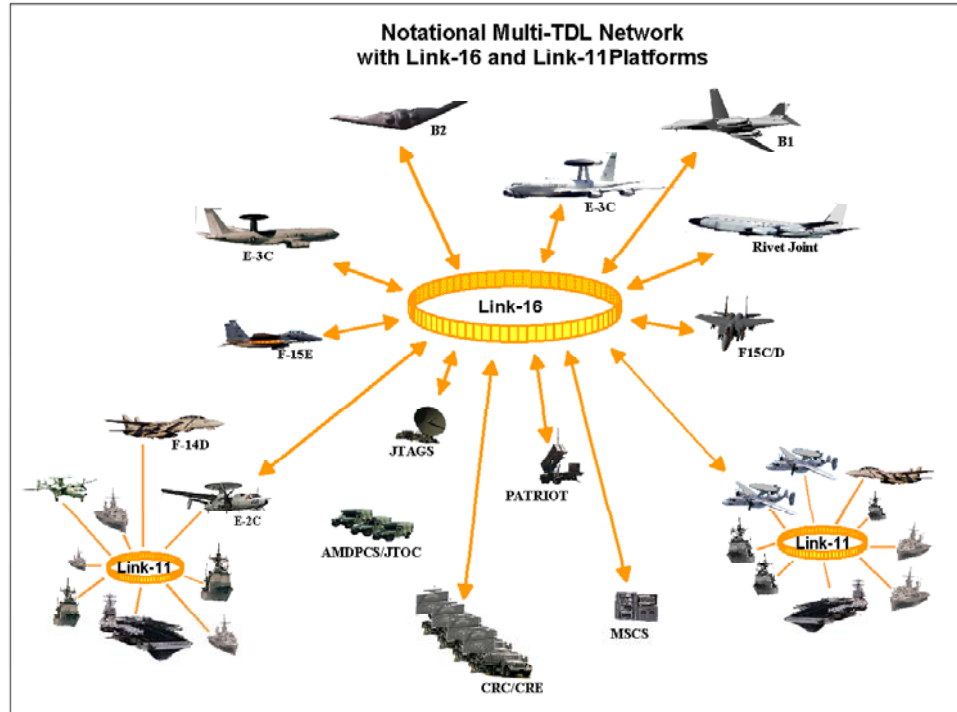 Notational Multi-TDL Network
with Link-16 and Link-11Platforms
B2
B1
E-3C
E-3C
Rivet Joint
Link-16
F-15E
F15C/D
F-14D
JTAGS
PATRIOT
E-2C
AMDPCS/JTOC
Link-11
Link-11
MSCS
CRC/CRE